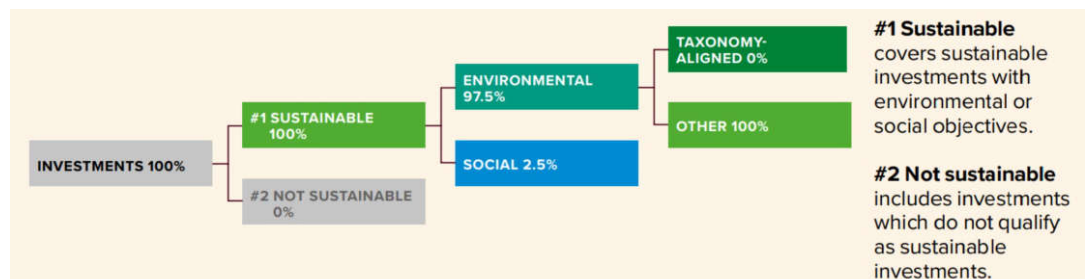 INVESTMENTS 100%
#1 SUSTAINABLE
100%
#2 NOT SUSTAINABLE
0%
ENVIRONMENTAL
97.5%
SOCIAL 2.5%
TAXONOMY-
ALIGNED 0%
OTHER 100%
#1 Sustainable
covers sustainable
investments with
environmental or
social objectives.
#2 Not sustainable
includes investments
which do not qualify
as sustainable
investments.